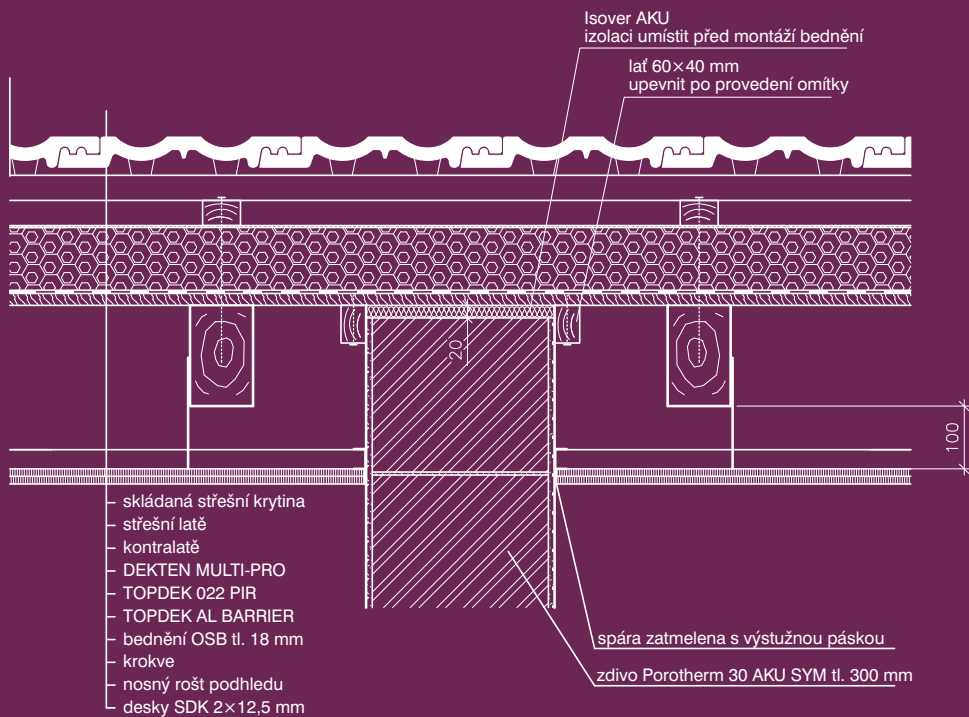 Isover AKU
izolaci umístit před montáží bednění
lať 60×40 mm
upevnit po provedení omítky
20
100
skládaná střešní krytina
střešní latě
kontralatě
DEKTEN MULTI-PRO
TOPDEK 022 PIR
TOPDEK AL BARRIER
bednění OSB tl. 18 mm
krokve
nosný rošt podhledu
desky SDK 2×12,5 mm
spára zatmelena s výstužnou páskou
zdivo Porotherm 30 AKU SYM tl. 300 mm